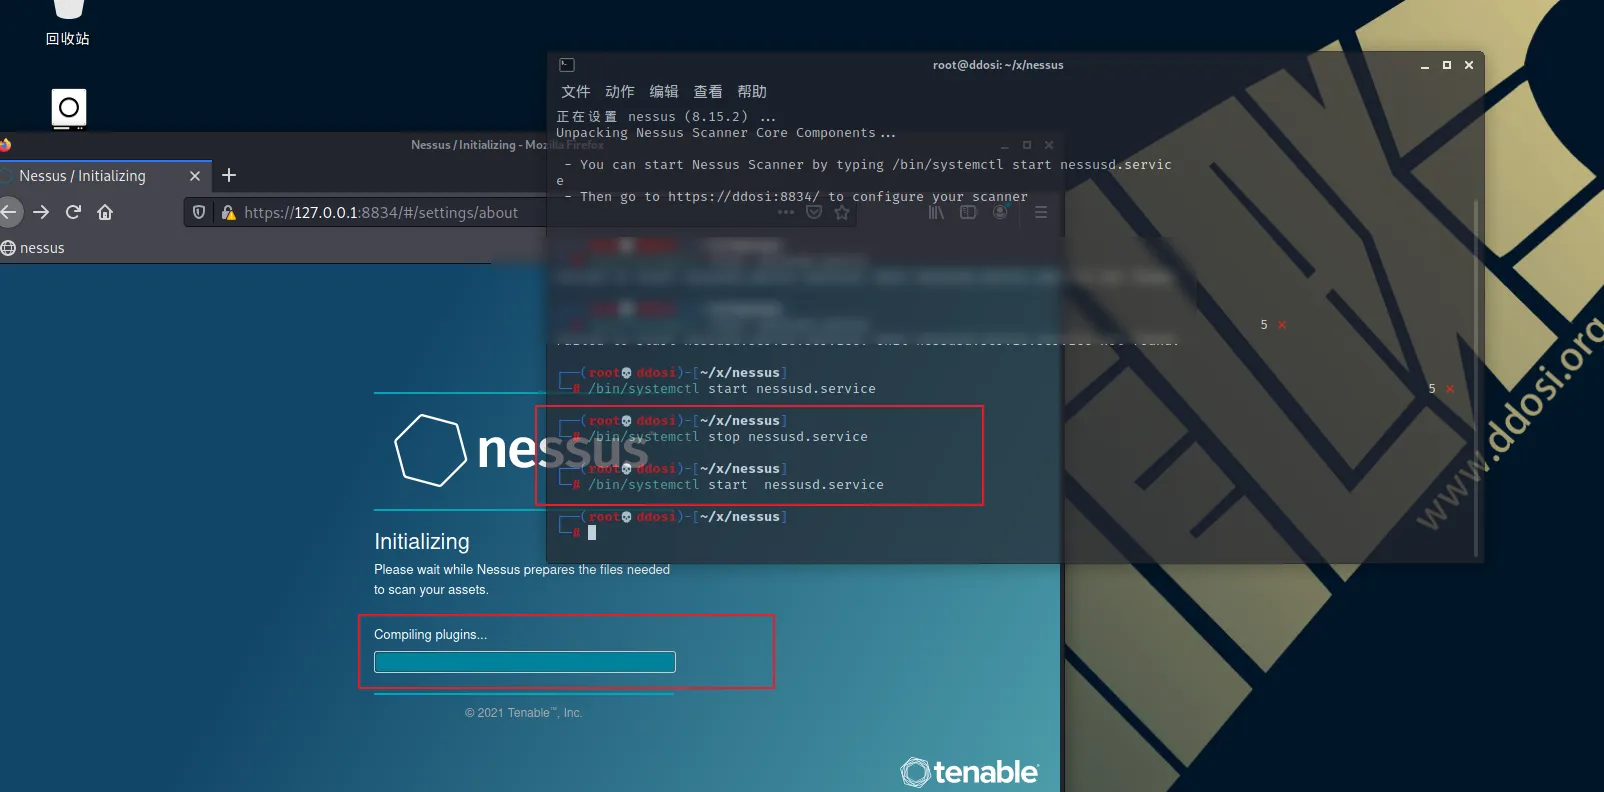 回收站
root@ddosi: ~/x/nessus
文件 动作 编辑 查看 帮助
正在设置 nessus (8.15.2) ...
Unpacking Nessus Scanner Core Components...
- You can start Nessus Scanner by typing /bin/systemctl start nessusd.servic
e
- Then go to https://ddosi:8834/ to configure your scanner
5 ×
┌──(root💀ddosi)-[~/x/nessus]
└─# /bin/systemctl start nessusd.service
5 ×
┌──(root💀ddosi)-[~/x/nessus]
└─# /bin/systemctl stop nessusd.service
┌──(root💀ddosi)-[~/x/nessus]
└─# /bin/systemctl start  nessusd.service
┌──(root💀ddosi)-[~/x/nessus]
└─#
Nessus / Initializing - Mozilla Firefox
Nessus / Initializing
https://127.0.0.1:8834/#/settings/about
nessus
nessus
Initializing
Please wait while Nessus prepares the files needed
to scan your assets.
Compiling plugins...
© 2021 Tenable™, Inc.
tenable
www.ddosi.org